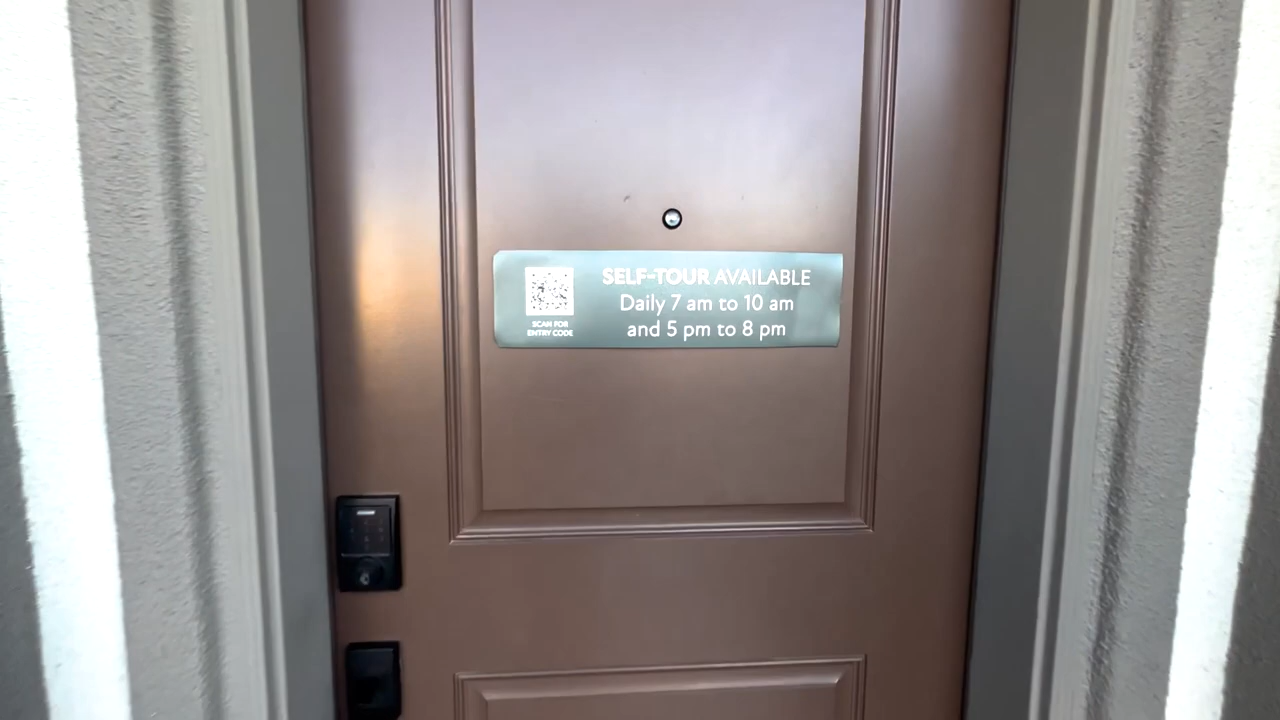 SELF-TOUR AVAILABLE
Daily 7 am to 10 am
and 5 pm to 8 pm
SCAN FOR
ENTRY CODE